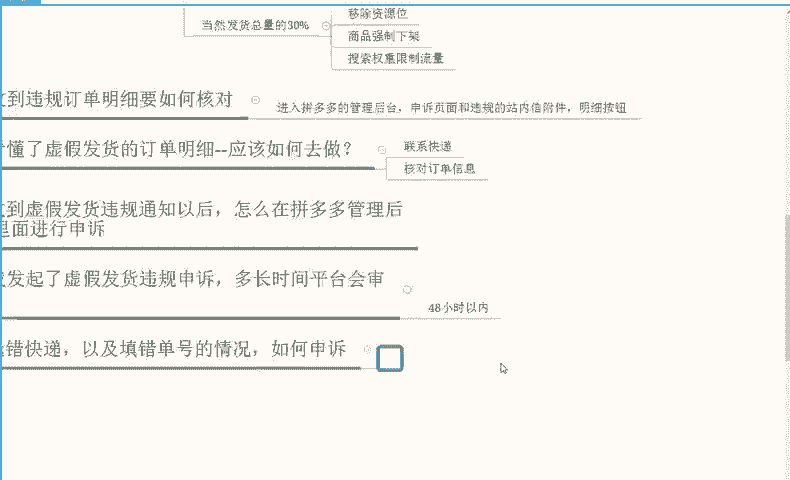 移除资源位
当然发货总量的30%
商品强制下架
搜索权重限制流量
到违规订单明细要如何核对
进入拼多多的管理后台，申诉页面和违规的站内信附件，明细按钮
懂了虚假发货的订单明细--应该如何去做？
联系快递
核对订单信息
到虚假发货违规通知以后，怎么在拼多多管理后
里面进行申诉
发起了虚假发货违规申诉，多长时间平台会审
48小时以内
错快递，以及填错单号的情况，如何申诉